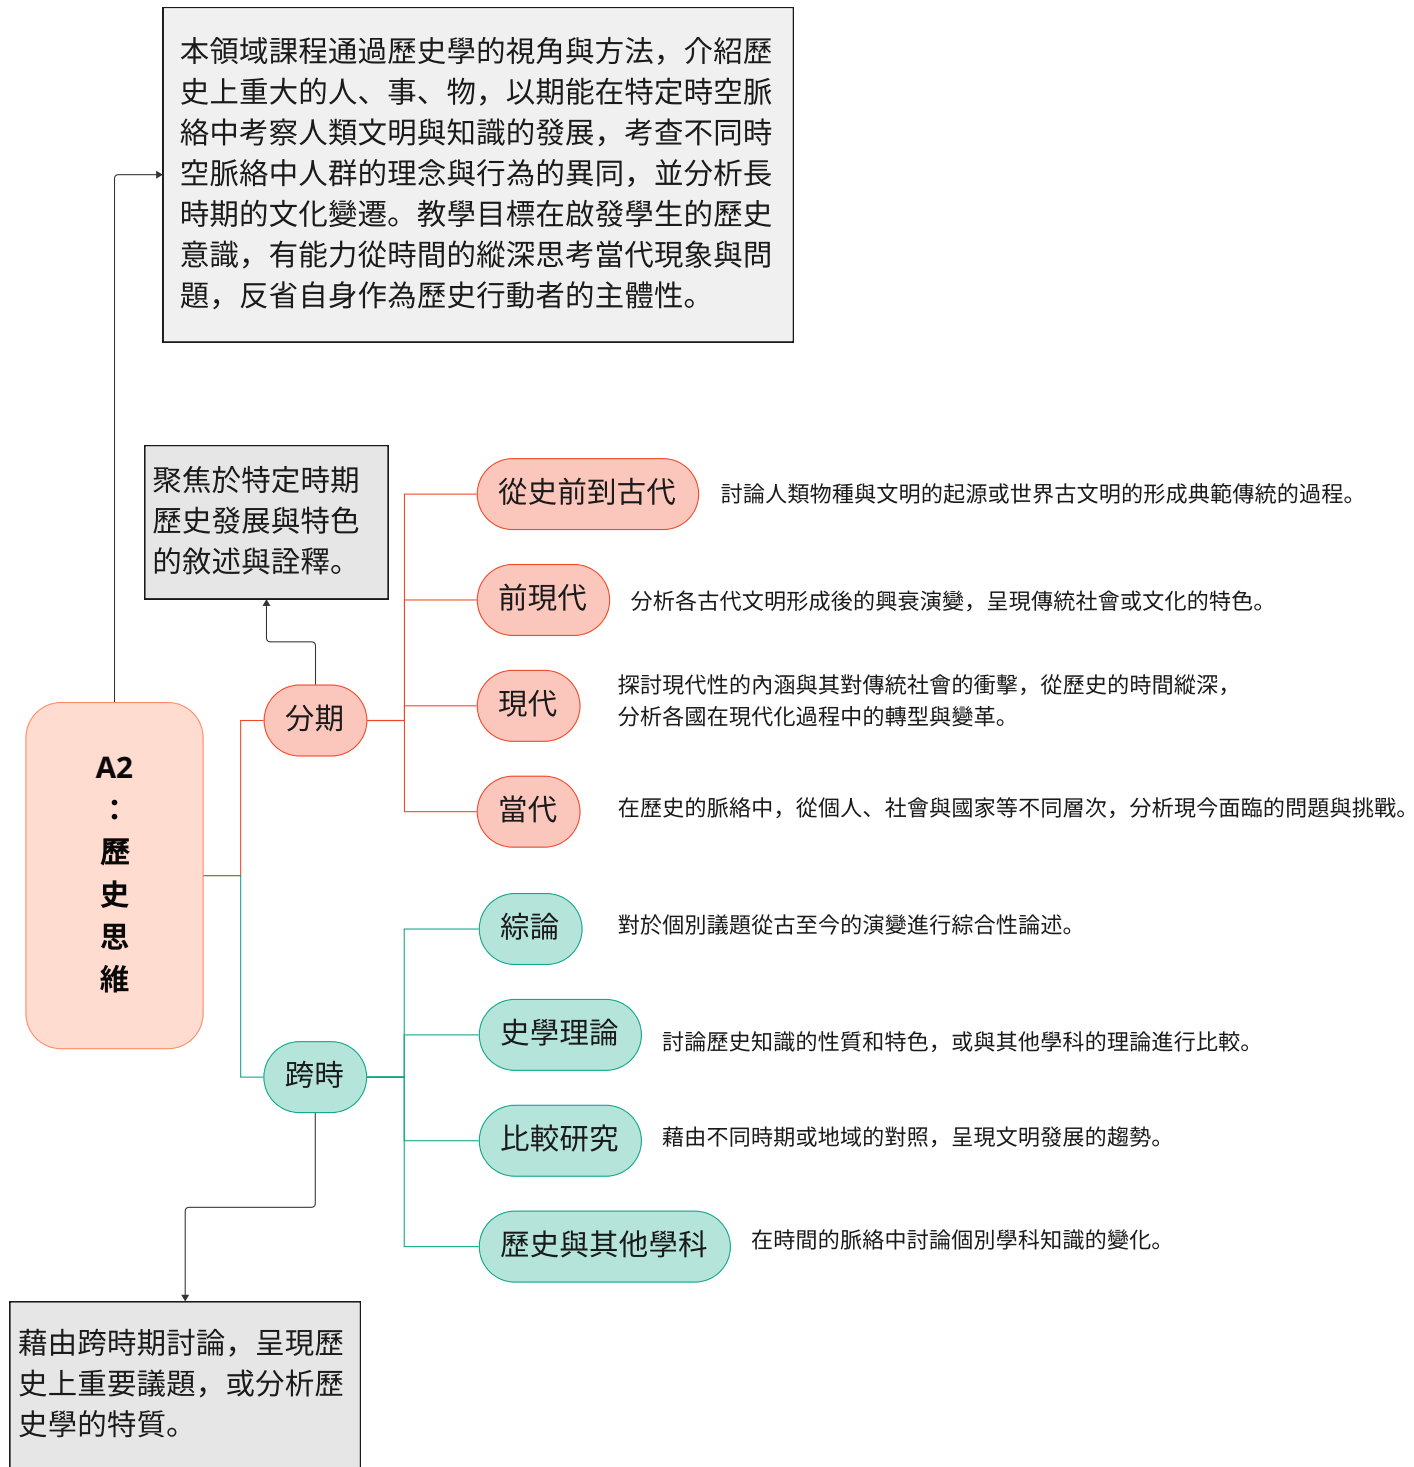 本領域課程通過歷史學的視角與方法，介紹歷
史上重大的人、事、物，以期能在特定時空脈
絡中考察人類文明與知識的發展，考查不同時
空脈絡中人群的理念與行為的異同，並分析長
時期的文化變遷。教學目標在啟發學生的歷史
意識，有能力從時間的縱深思考當代現象與問
題，反省自身作為歷史行動者的主體性。
聚焦於特定時期
歷史發展與特色
的敘述與詮釋。
從史前到古代
討論人類物種與文明的起源或世界古文明的形成典範傳統的過程。
前現代
分析各古代文明形成後的興衰演變，呈現傳統社會或文化的特色。
現代
探討現代性的內涵與其對傳統社會的衝擊，從歷史的時間縱深，
分析各國在現代化過程中的轉型與變革。
分期
當代
在歷史的脈絡中，從個人、社會與國家等不同層次，分析現今面臨的問題與挑戰。
A2
：
歷
史
思
維
綜論
對於個別議題從古至今的演變進行綜合性論述。
史學理論
討論歷史知識的性質和特色，或與其他學科的理論進行比較。
跨時
比較研究
藉由不同時期或地域的對照，呈現文明發展的趨勢。
歷史與其他學科
在時間的脈絡中討論個別學科知識的變化。
藉由跨時期討論，呈現歷
史上重要議題，或分析歷
史學的特質。